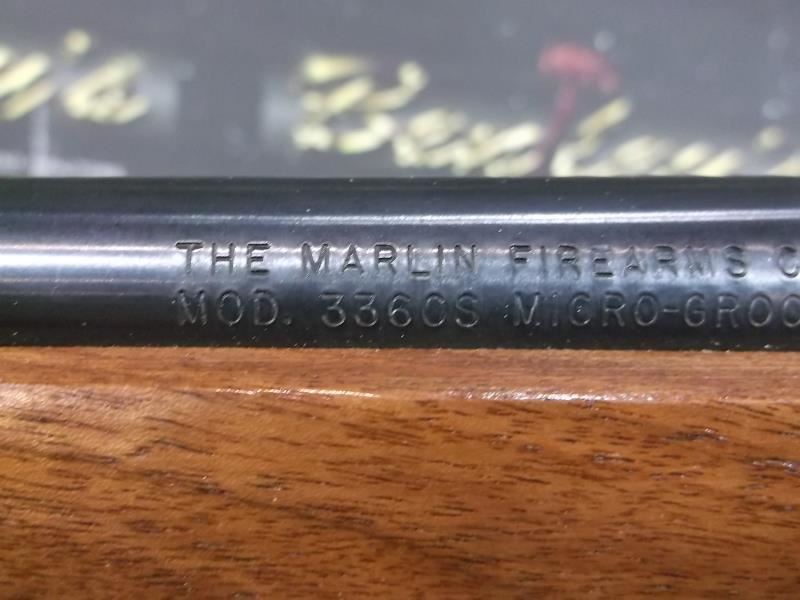 THE MARLIN FIREARMS C
MOD. 336CS MICRO-GROO